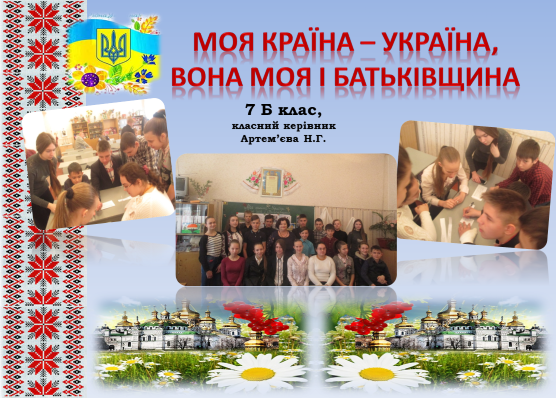 МОЯ КРАЇНА – УКРАЇНА,
ВОНА МОЯ І БАТЬКІВЩИНА
7 Б клас,
класний керівник
Артем’єва Н.Г.